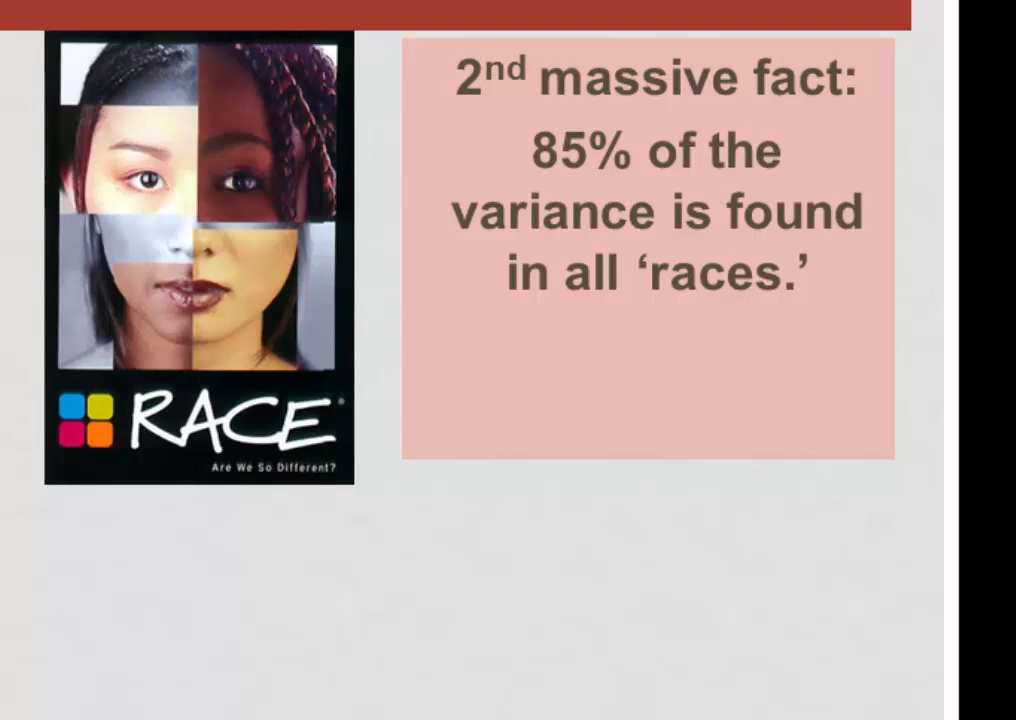 2nd massive fact:
85% of the
variance is found
in all ‘races.’
RACE
Are We So Different?